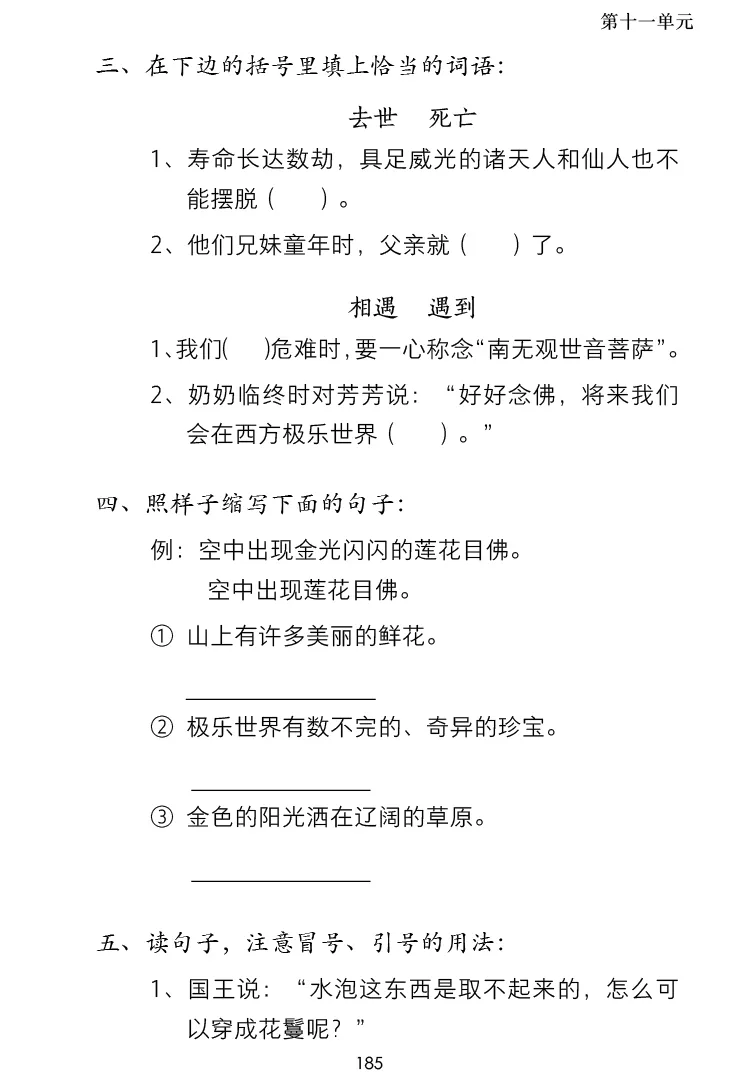 第十一单元
三、在下边的括号里填上恰当的词语：
去世 死亡
1、寿命长达数劫，具足威光的诸天人和仙人也不
能摆脱（ ）。
2、他们兄妹童年时，父亲就（ ）了。
相遇 遇到
1、我们( )危难时，要一心称念“南无观世音菩萨”。
2、奶奶临终时对芳芳说：“好好念佛，将来我们
会在西方极乐世界（ ）。”
四、照样子缩写下面的句子：
例：空中出现金光闪闪的莲花目佛。
空中出现莲花目佛。
① 山上有许多美丽的鲜花。
② 极乐世界有数不完的、奇异的珍宝。
③ 金色的阳光洒在辽阔的草原。
五、读句子，注意冒号、引号的用法：
1、国王说：“水泡这东西是取不起来的，怎么可
以穿成花鬘呢？”
185